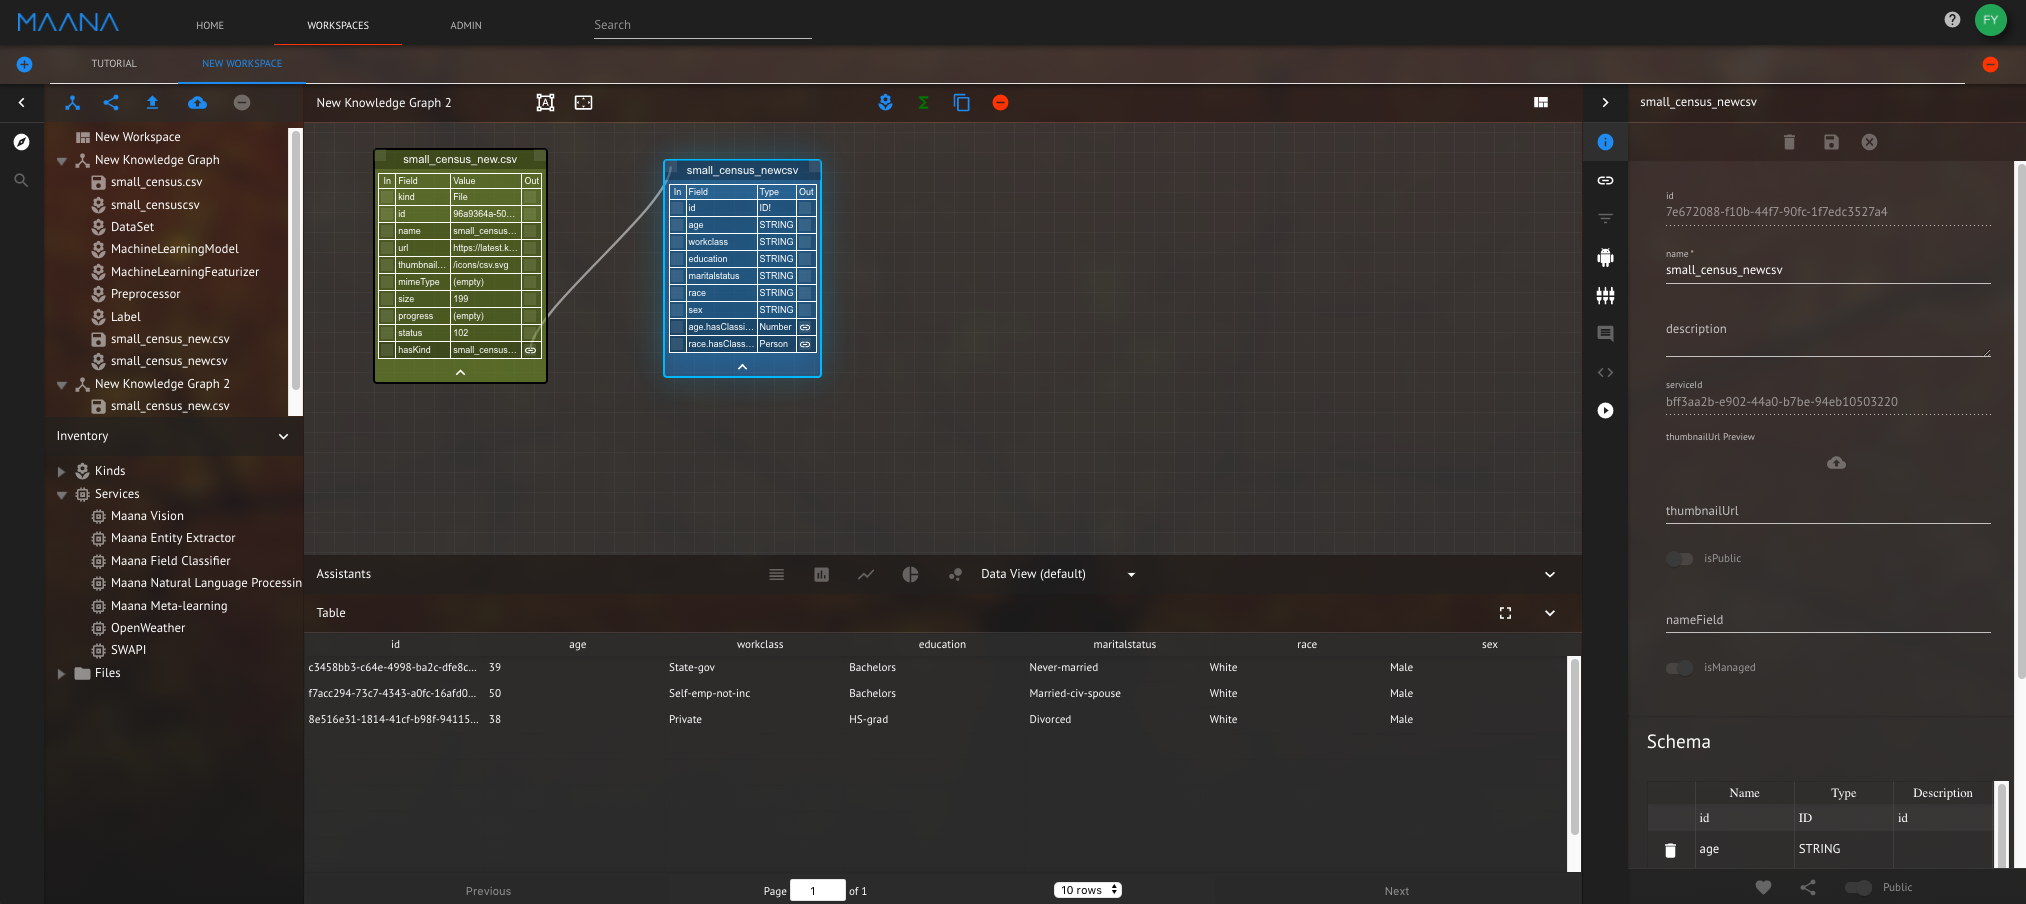 MAANA
HOME
WORKSPACES
ADMIN
Search
FY
TUTORIAL
NEW WORKSPACE
New Workspace
New Knowledge Graph
small_census.csv
small_censuscsv
DataSet
MachineLearningModel
MachineLearningFeaturizer
Preprocessor
Label
small_census_new.csv
small_census_newcsv
New Knowledge Graph 2
small_census_new.csv
Inventory
Kinds
Services
Maana Vision
Maana Entity Extractor
Maana Field Classifier
Maana Natural Language Processin
Maana Meta-learning
OpenWeather
SWAPI
Files
New Knowledge Graph 2
small_census_new.csv
In Field Value Out
kind File
id 96a9364a-50...
name small_census...
url https://latest.k...
thumbnail... /icons/csv.svg
mimeType (empty)
size 199
progress (empty)
status 102
hasKind small_census...
small_census_newcsv
In Field Type Out
id ID!
age STRING
workclass STRING
education STRING
maritalstatus STRING
race STRING
sex STRING
age.hasClassi... Number
race.hasClass... Person
Assistants
Data View (default)
Table
id age workclass education maritalstatus race sex
c3458bb3-c64e-4998-ba2c-dfe8c... 39 State-gov Bachelors Never-married White Male
f7acc294-73c7-4343-a0fc-16afd0... 50 Self-emp-not-inc Bachelors Married-civ-spouse White Male
8e516e31-1814-41cf-b98f-94115... 38 Private HS-grad Divorced White Male
Previous
Page 1 of 1
10 rows
Next
small_census_newcsv
id
7e672088-f10b-44f7-90fc-1f7edc3527a4
name *
small_census_newcsv
description
serviceId
bff3aa2b-e902-44a0-b7be-94eb10503220
thumbnailUrl Preview
thumbnailUrl
isPublic
nameField
isManaged
Schema
Name Type Description
id ID id
age STRING
Public